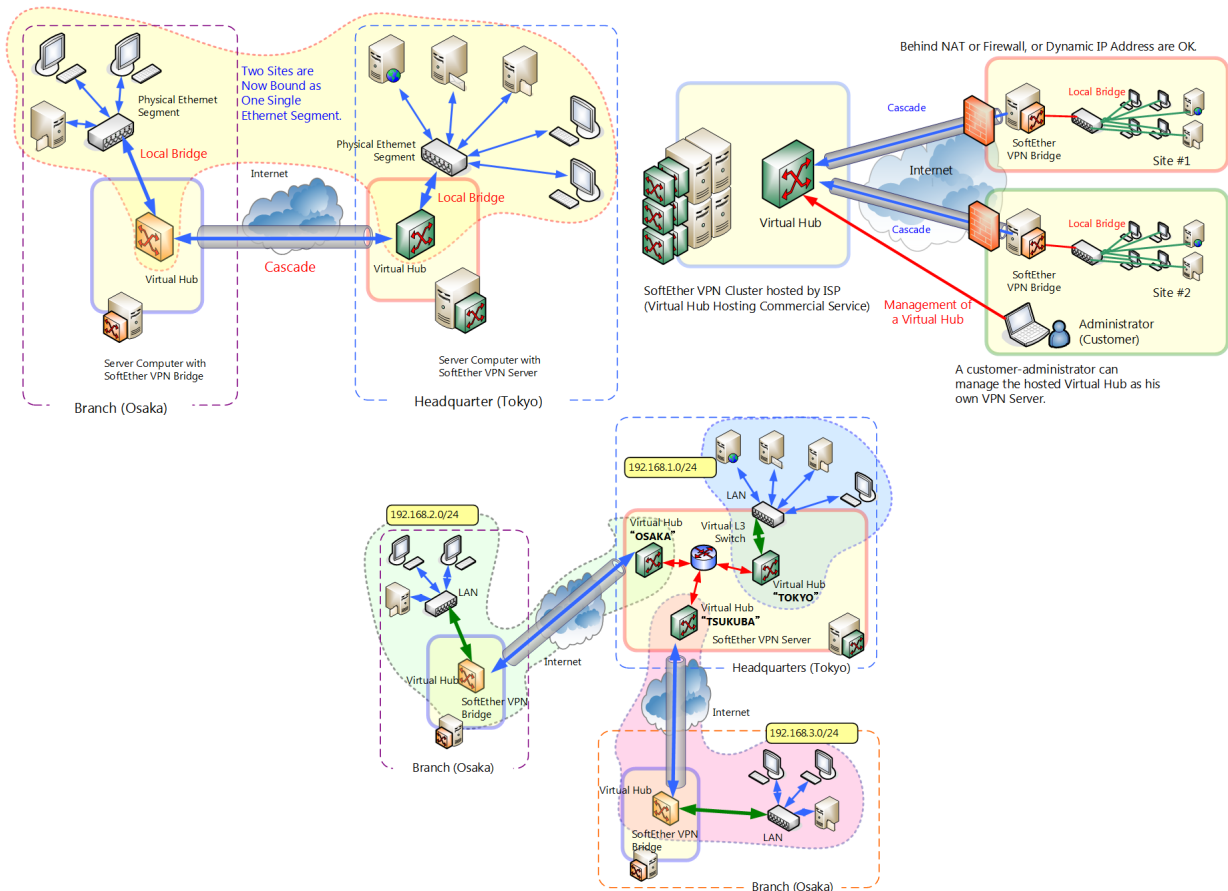 Two Sites are
Now Bound as
One Single
Ethernet Segment.
Physical Ethernet
Segment
Local Bridge
Physical Ethernet
Segment
Internet
Local Bridge
Virtual Hub
Cascade
Virtual Hub
Server Computer with
SoftEther VPN Bridge
Server Computer with
SoftEther VPN Server
Branch (Osaka)
Headquarter (Tokyo)
Behind NAT or Firewall, or Dynamic IP Address are OK.
Cascade
Local Bridge
SoftEther
VPN Bridge
Site #1
Internet
Virtual Hub
Cascade
Local Bridge
SoftEther
VPN Bridge
Site #2
SoftEther VPN Cluster hosted by ISP
(Virtual Hub Hosting Commercial Service)
Management of
a Virtual Hub
Administrator
(Customer)
A customer-administrator can
manage the hosted Virtual Hub as his
own VPN Server.
192.168.1.0/24
LAN
192.168.2.0/24
Virtual Hub
“OSAKA”
Virtual L3
Switch
Virtual Hub
“TOKYO”
Virtual Hub
“TSUKUBA”
SoftEther VPN Server
Headquarters (Tokyo)
LAN
Internet
Virtual Hub
SoftEther VPN
Bridge
Branch (Osaka)
Internet
192.168.3.0/24
Virtual Hub
SoftEther VPN
Bridge
LAN
Branch (Osaka)